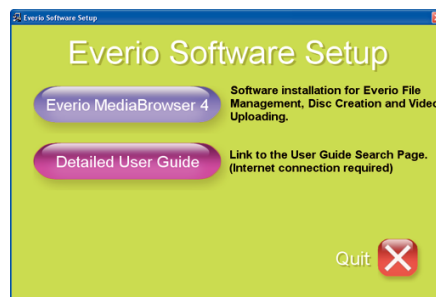 Everio Software Setup
Everio Software Setup
Everio MediaBrowser 4
Software installation for Everio File
Management, Disc Creation and Video
Uploading.
Detailed User Guide
Link to the User Guide Search Page.
(Internet connection required)
Quit